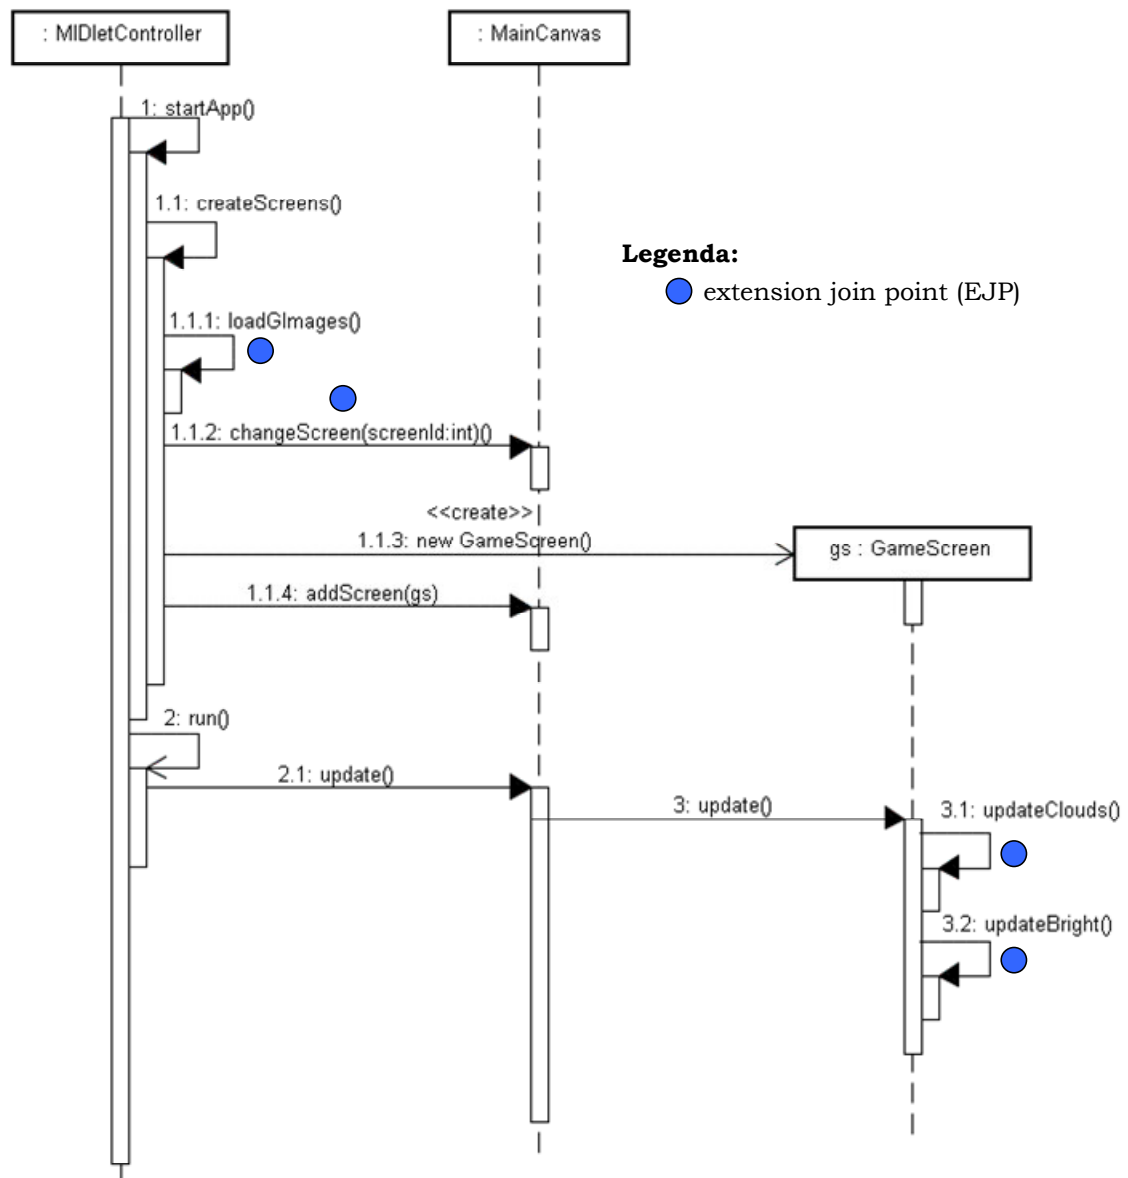 : MIDletController
: MainCanvas
1: startApp()
1.1: createScreens()
Legenda:
extension join point (EJP)
1.1.1: loadGImages()
1.1.2: changeScreen(screenId:int)()
<<create>>
1.1.3: new GameScreen()
gs : GameScreen
1.1.4: addScreen(gs)
2: run()
2.1: update()
3: update()
3.1: updateClouds()
3.2: updateBright()